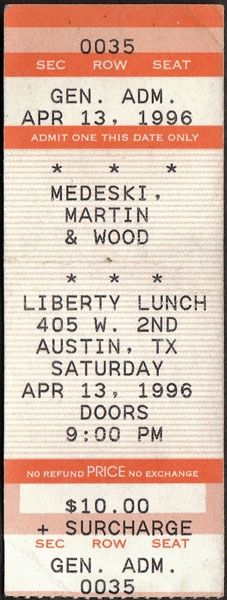 0035
SEC ROW SEAT
GEN. ADM.
APR 13, 1996
ADMIT ONE THIS DATE ONLY
* * *
MEDESKI,
MARTIN
& WOOD
* * *
LIBERTY LUNCH
405 W. 2ND
AUSTIN, TX
SATURDAY
APR 13, 1996
DOORS
9:00 PM
NO REFUND PRICE NO EXCHANGE
$10.00
+ SURCHARGE
SEC ROW SEAT
GEN. ADM.
0035